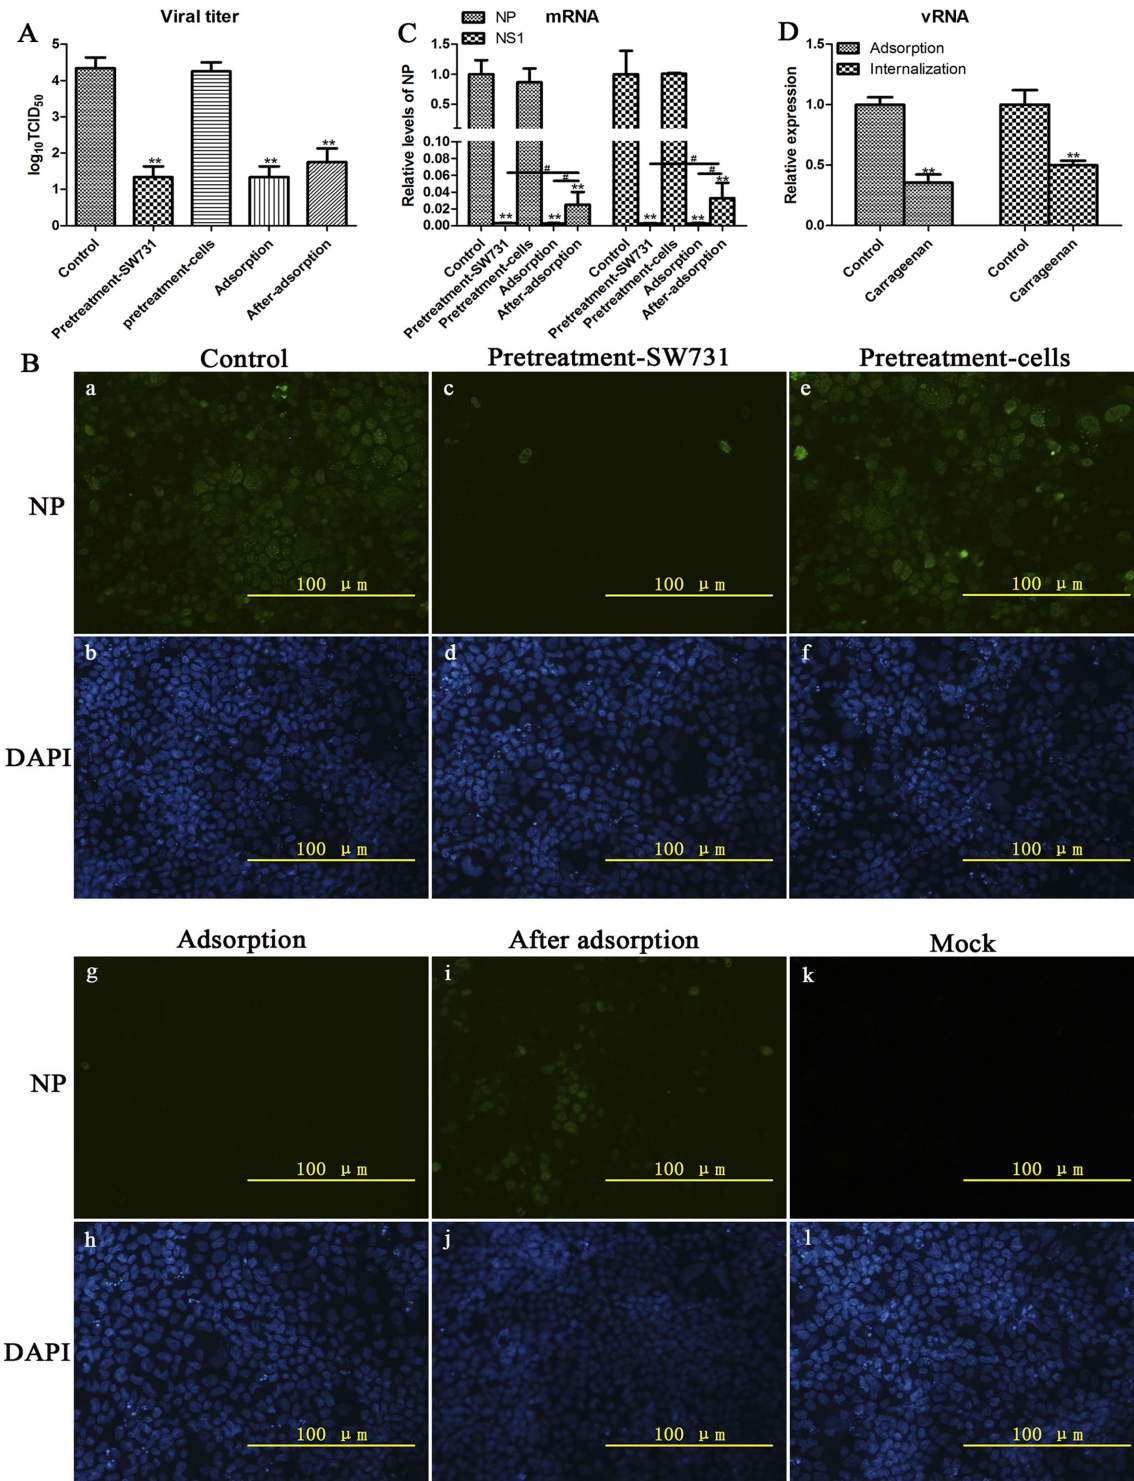 A
Viral titer
log10TCID50
5
4
3
2
1
0
**
**
**
Control
Pretreatment-SW731
pretreatment-cells
Adsorption
After-adsorption
C
NP
NS1
mRNA
Relative levels of NP
1.5
1.0
0.5
0.10
0.08
0.06
0.04
0.02
0.00
**
**
**
#
#
**
**
**
#
#
Control
Pretreatment-SW731
Pretreatment-cells
Adsorption
After-adsorption
Control
Pretreatment-SW731
Pretreatment-cells
Adsorption
After-adsorption
D
vRNA
Adsorption
Internalization
Relative expression
1.5
1.0
0.5
0.0
**
**
Control
Carrageenan
Control
Carrageenan
B
Control
Pretreatment-SW731
Pretreatment-cells
NP
a
100 μm
c
100 μm
e
100 μm
DAPI
b
100 μm
d
100 μm
f
100 μm
Adsorption
After adsorption
Mock
NP
g
100 μm
i
100 μm
k
100 μm
DAPI
h
100 μm
j
100 μm
l
100 μm